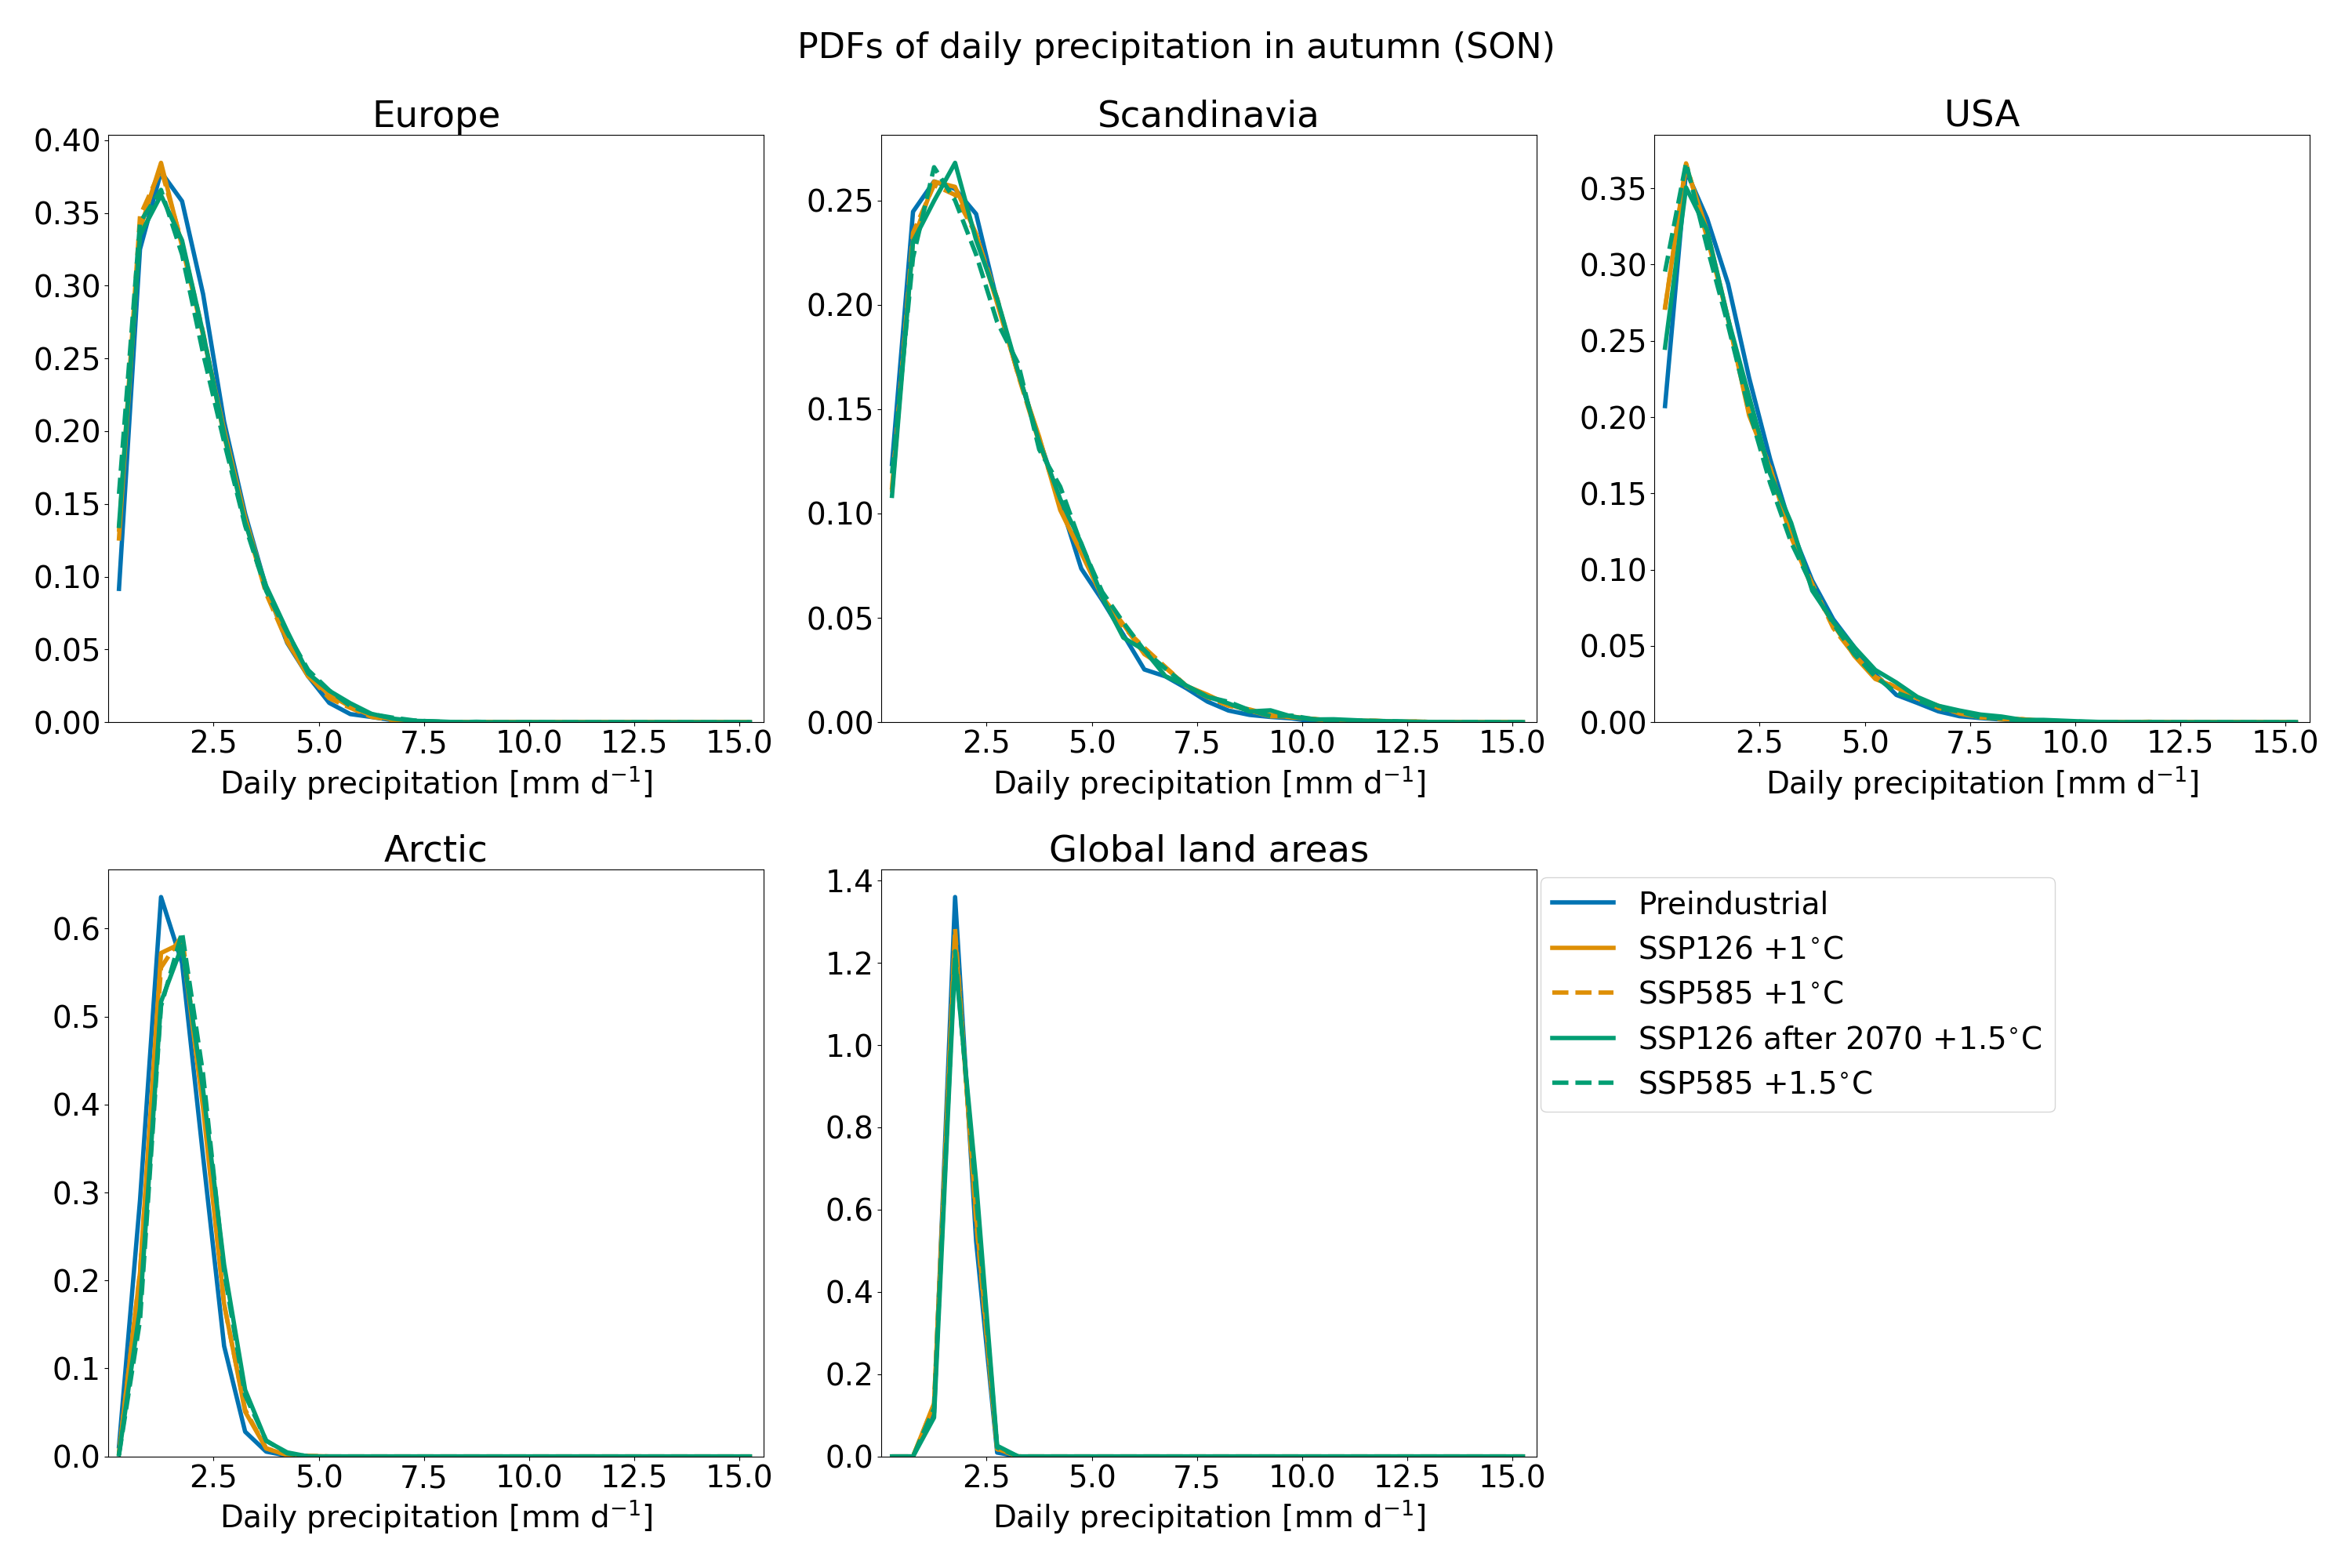 PDFs of daily precipitation in autumn (SON)
Europe
0.40
0.35
0.30
0.25
0.20
0.15
0.10
0.05
0.00
2.5 5.0 7.5 10.0 12.5 15.0
Daily precipitation [mm d⁻¹]
Scandinavia
0.25
0.20
0.15
0.10
0.05
0.00
2.5 5.0 7.5 10.0 12.5 15.0
Daily precipitation [mm d⁻¹]
USA
0.35
0.30
0.25
0.20
0.15
0.10
0.05
0.00
2.5 5.0 7.5 10.0 12.5 15.0
Daily precipitation [mm d⁻¹]
Arctic
0.6
0.5
0.4
0.3
0.2
0.1
0.0
2.5 5.0 7.5 10.0 12.5 15.0
Daily precipitation [mm d⁻¹]
Global land areas
1.4
1.2
1.0
0.8
0.6
0.4
0.2
0.0
2.5 5.0 7.5 10.0 12.5 15.0
Daily precipitation [mm d⁻¹]
Preindustrial
SSP126 +1°C
SSP585 +1°C
SSP126 after 2070 +1.5°C
SSP585 +1.5°C